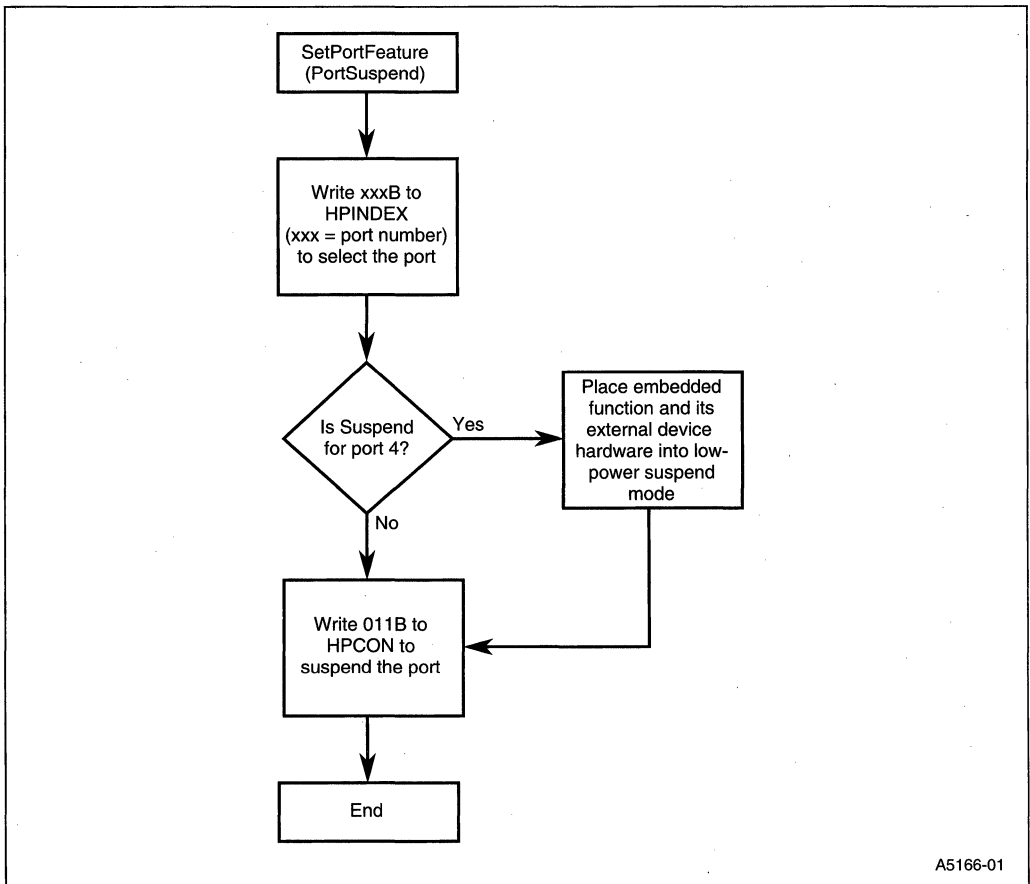 SetPortFeature
(PortSuspend)
Write xxxB to
HPINDEX
(xxx = port number)
to select the port
Is Suspend
for port 4?
Yes
Place embedded
function and its
external device
hardware into low-
power suspend
mode
No
Write 011B to
HPCON to
suspend the port
End
A5166-01